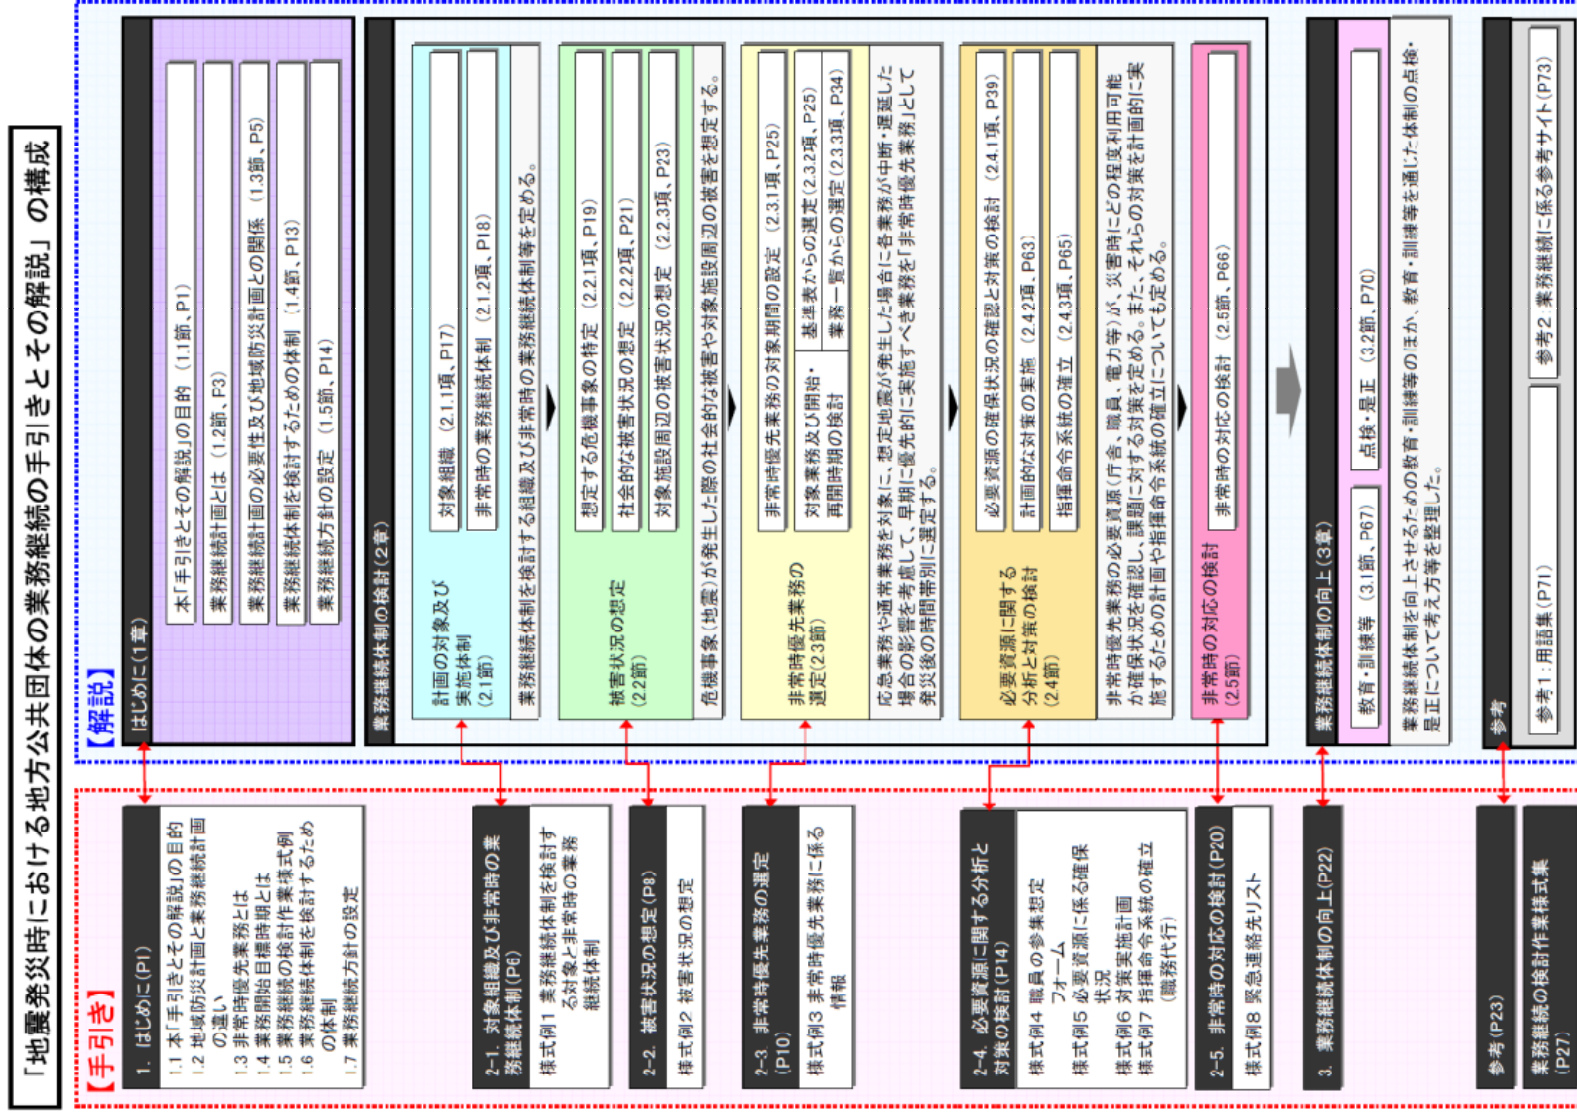 「地震発災時における地方公共団体の業務継続の手引きとその解説」の構成
【手引き】
1. はじめに(P1)
1.1 本「手引きとその解説」の目的
1.2 地域防災計画と業務継続計画
の違い
1.3 非常時優先業務とは
1.4 業務開始目標時期とは
1.5 業務継続の検討作業様式例
1.6 業務継続体制を検討するため
の体制
1.7 業務継続方針の設定
2-1. 対象組織及び非常時の業
務継続体制(P6)
様式例1 業務継続体制を検討す
る対象と非常時の業務
継続体制
2-2. 被害状況の想定(P8)
様式例2 被害状況の想定
2-3. 非常時優先業務の選定
(P10)
様式例3 非常時優先業務に係る
情報
2-4. 必要資源に関する分析と
対策の検討(P14)
様式例4 職員の参集想定
フォーム
様式例5 必要資源に係る確保
状況
様式例6 対策実施計画
様式例7 指揮命令系統の確立
(職務代行)
2-5. 非常時の対応の検討(P20)
様式例8 緊急連絡先リスト
3. 業務継続体制の向上(P22)
参考(P23)
業務継続の検討作業様式集
(P27)
【解説】
はじめに(1章)
本「手引きとその解説」の目的 (1.1節、P1)
業務継続計画とは (1.2節、P3)
業務継続計画の必要性及び地域防災計画との関係 (1.3節、P5)
業務継続体制を検討するための体制 (1.4節、P13)
業務継続方針の設定 (1.5節、P14)
業務継続体制の検討(2章)
計画の対象及び
実施体制
(2.1節)
対象組織 (2.1.1項、P17)
非常時の業務継続体制 (2.1.2項、P18)
業務継続体制を検討する組織及び非常時の業務継続体制等を定める。
被害状況の想定
(2.2節)
想定する危機事象の特定 (2.2.1項、P19)
社会的な被害状況の想定 (2.2.2項、P21)
対象施設周辺の被害状況の想定 (2.2.3項、P23)
危機事象(地震)が発生した際の社会的な被害や対象施設周辺の被害を想定する。
非常時優先業務の
選定(2.3節)
非常時優先業務の対象期間の設定 (2.3.1項、P25)
対象業務及び開始・
再開時期の検討
基準表からの選定(2.3.2項、P25)
業務一覧からの選定(2.3.3項、P34)
応急業務や通常業務を対象に、想定地震が発生した場合に各業務が中断・遅延した
場合の影響を考慮して、早期に優先的に実施すべき業務を「非常時優先業務」として
発災後の時間帯別に選定する。
必要資源に関する
分析と対策の検討
(2.4節)
必要資源の確保状況の確認と対策の検討 (2.4.1項、P39)
計画的な対策の実施 (2.4.2項、P63)
指揮命令系統の確立 (2.4.3項、P65)
非常時優先業務の必要資源(庁舎、職員、電力等)が、災害時にどの程度利用可能
か確保状況を確認し、課題に対する対策を定める。また、それらの対策を計画的に実
施するための計画や指揮命令系統の確立についても定める。
非常時の対応の検討
(2.5節)
非常時の対応の検討 (2.5節、P66)
業務継続体制の向上(3章)
教育・訓練等 (3.1節、P67)
点検・是正 (3.2節、P70)
業務継続体制を向上させるための教育・訓練等のほか、教育・訓練等を通じた体制の点検・
是正について考え方等を整理した。
参考
参考1:用語集(P71)
参考2:業務継続に係る参考サイト(P73)